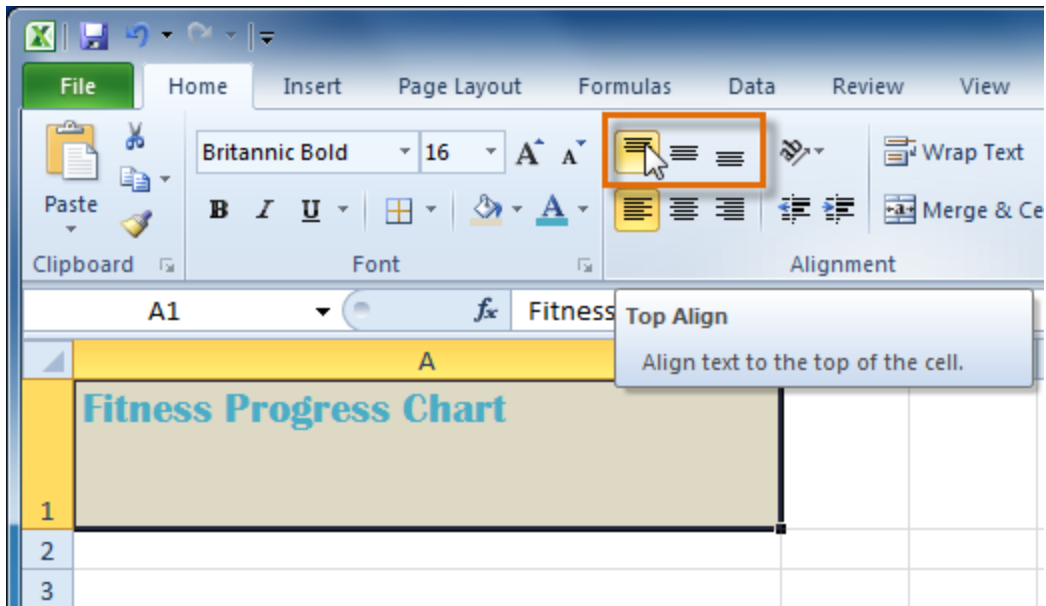 File Home Insert Page Layout Formulas Data Review View
Britannic Bold 16 A A Wrap Text
Paste B I U A Merge & Ce
Clipboard Font Alignment
A1 fx Fitness
Top Align
Align text to the top of the cell.
A
Fitness Progress Chart
1
2
3